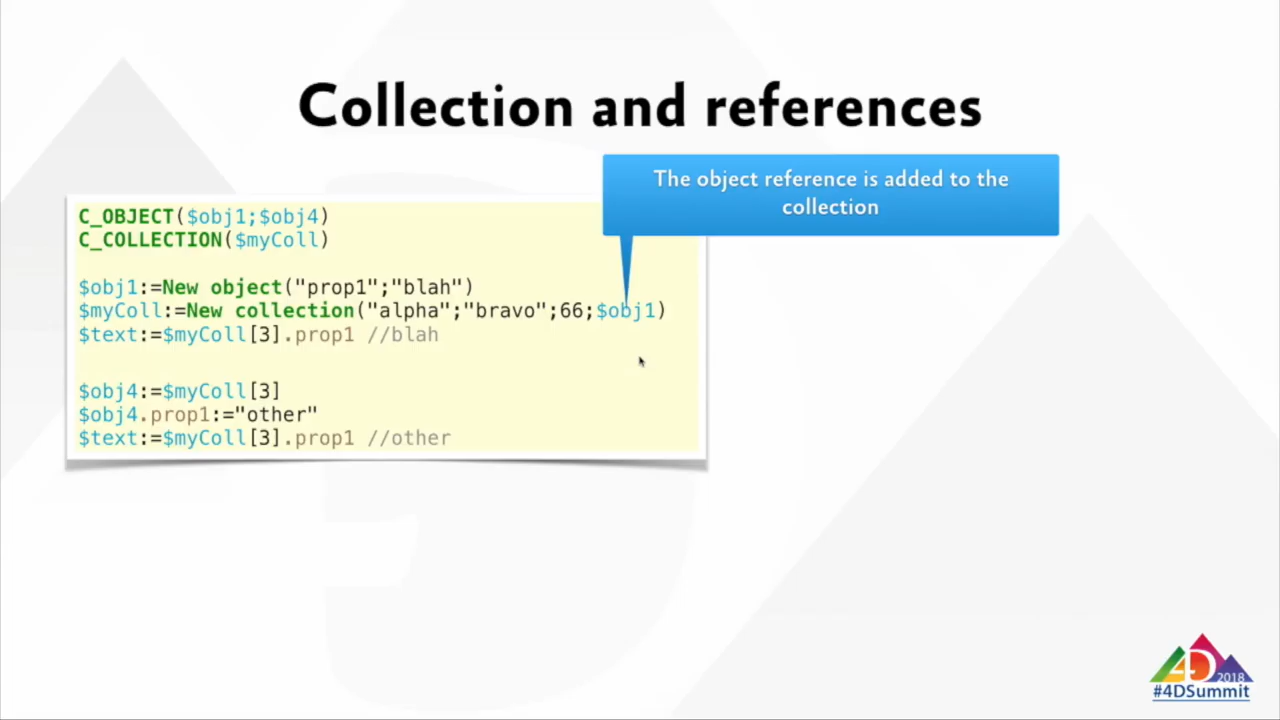 Collection and references
The object reference is added to the
collection
C_OBJECT($obj1;$obj4)
C_COLLECTION($myColl)
$obj1:=New object("prop1";"blah")
$myColl:=New collection("alpha";"bravo";66;$obj1)
$text:=$myColl[3].prop1 //blah
$obj4:=$myColl[3]
$obj4.prop1:="other"
$text:=$myColl[3].prop1 //other
4D
2018
#4DSummit